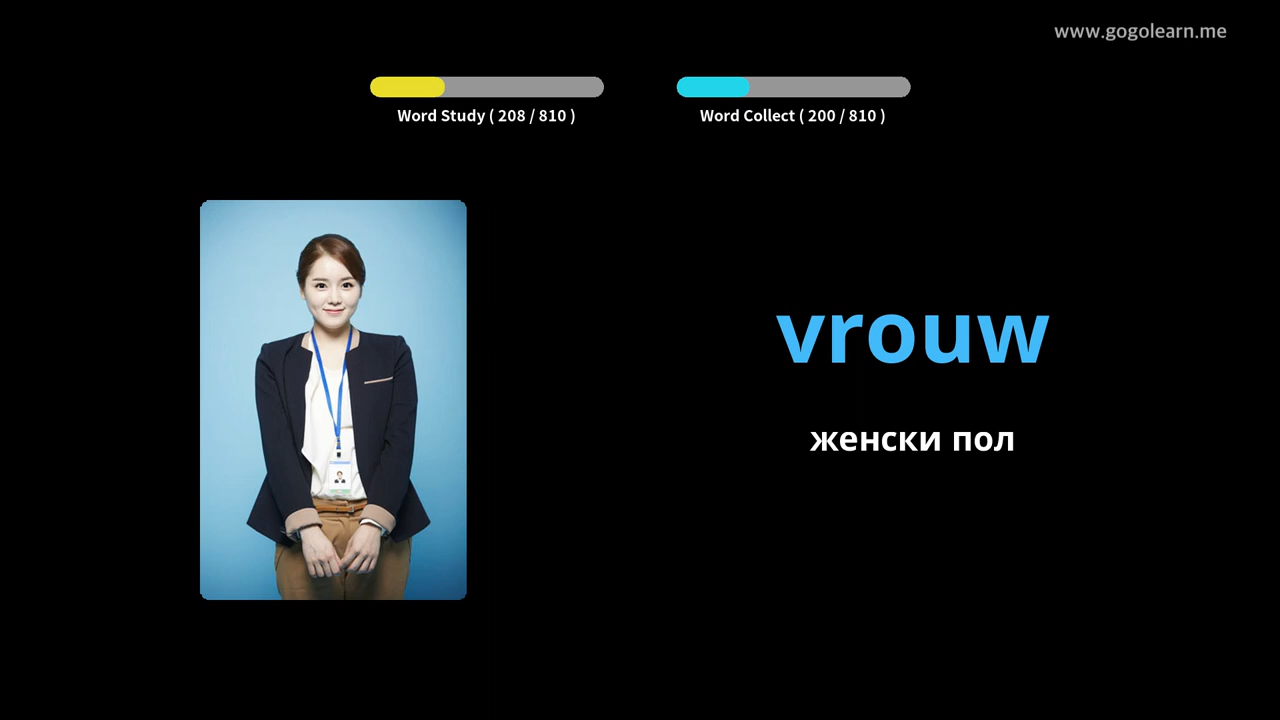 www.gogolearn.me
Word Study ( 208 / 810 )
Word Collect ( 200 / 810 )
vrouw
женски пол